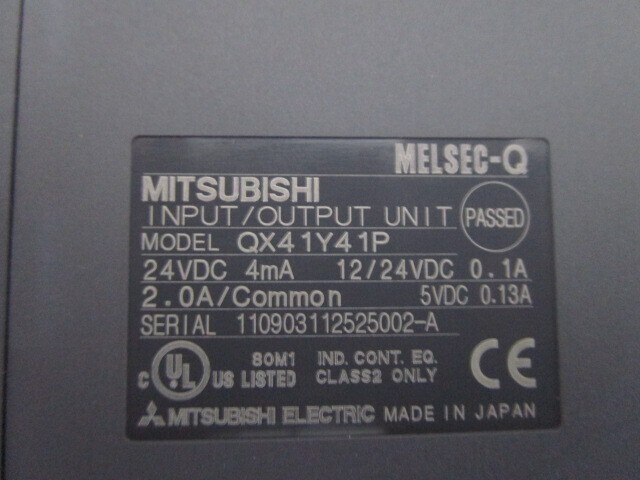 MELSEC-Q
MITSUBISHI
INPUT/OUTPUT UNIT PASSED
MODEL QX41Y41P
24VDC 4mA 12/24VDC 0.1A
2.0A/Common 5VDC 0.13A
SERIAL 110903112525002-A
C UL US LISTED 80M1 IND. CONT. EQ. CLASS2 ONLY CE
MITSUBISHI ELECTRIC MADE IN JAPAN